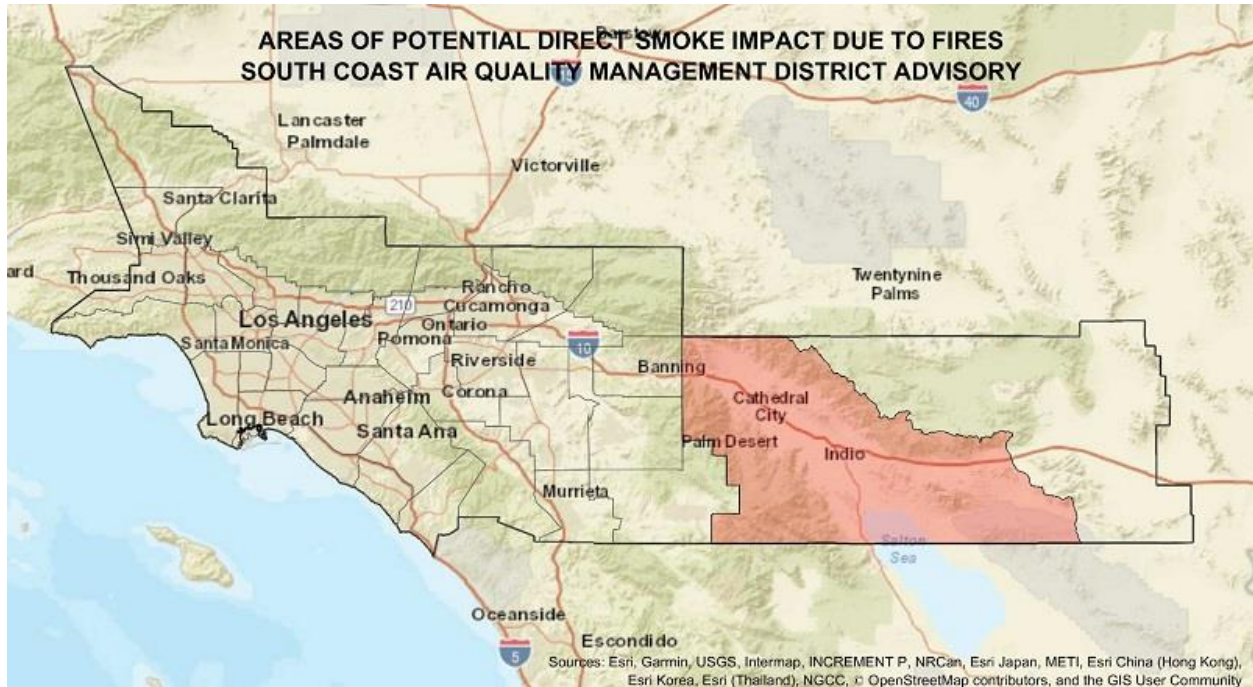 Barstow
AREAS OF POTENTIAL DIRECT SMOKE IMPACT DUE TO FIRES
SOUTH COAST AIR QUALITY MANAGEMENT DISTRICT ADVISORY
15
40
Lancaster
Palmdale
Victorville
Santa Clarita
Simi Valley
ard
Thousand Oaks
Twentynine
Palms
Rancho
Cucamonga
210
Los Angeles
Ontario
Santa Monica
Pomona
10
Riverside
Banning
Corona
Anaheim
Cathedral
City
Long Beach
Santa Ana
Palm Desert
Indio
Murrieta
Salton
Sea
Oceanside
Escondido
5
Sources: Esri, Garmin, USGS, Intermap, INCREMENT P, NRCan, Esri Japan, METI, Esri China (Hong Kong),
Esri Korea, Esri (Thailand), NGCC, © OpenStreetMap contributors, and the GIS User Community